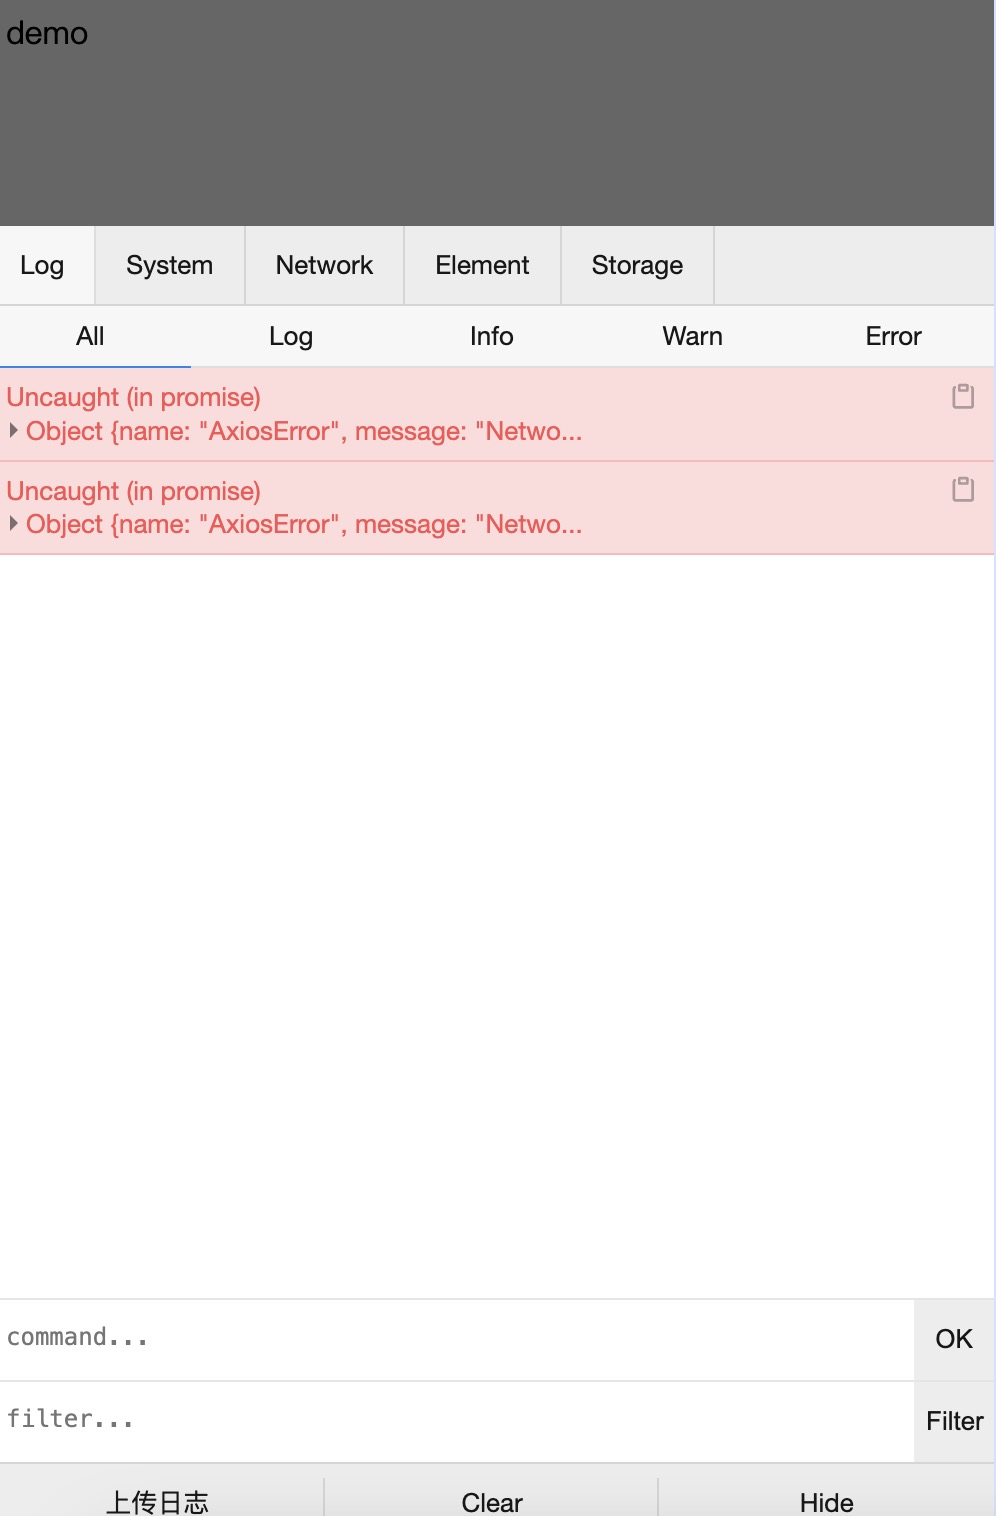 demo
Log System Network Element Storage
All Log Info Warn Error
Uncaught (in promise)
Object {name: "AxiosError", message: "Netwo...
Uncaught (in promise)
Object {name: "AxiosError", message: "Netwo...
command... OK
filter... Filter
上传日志 Clear Hide